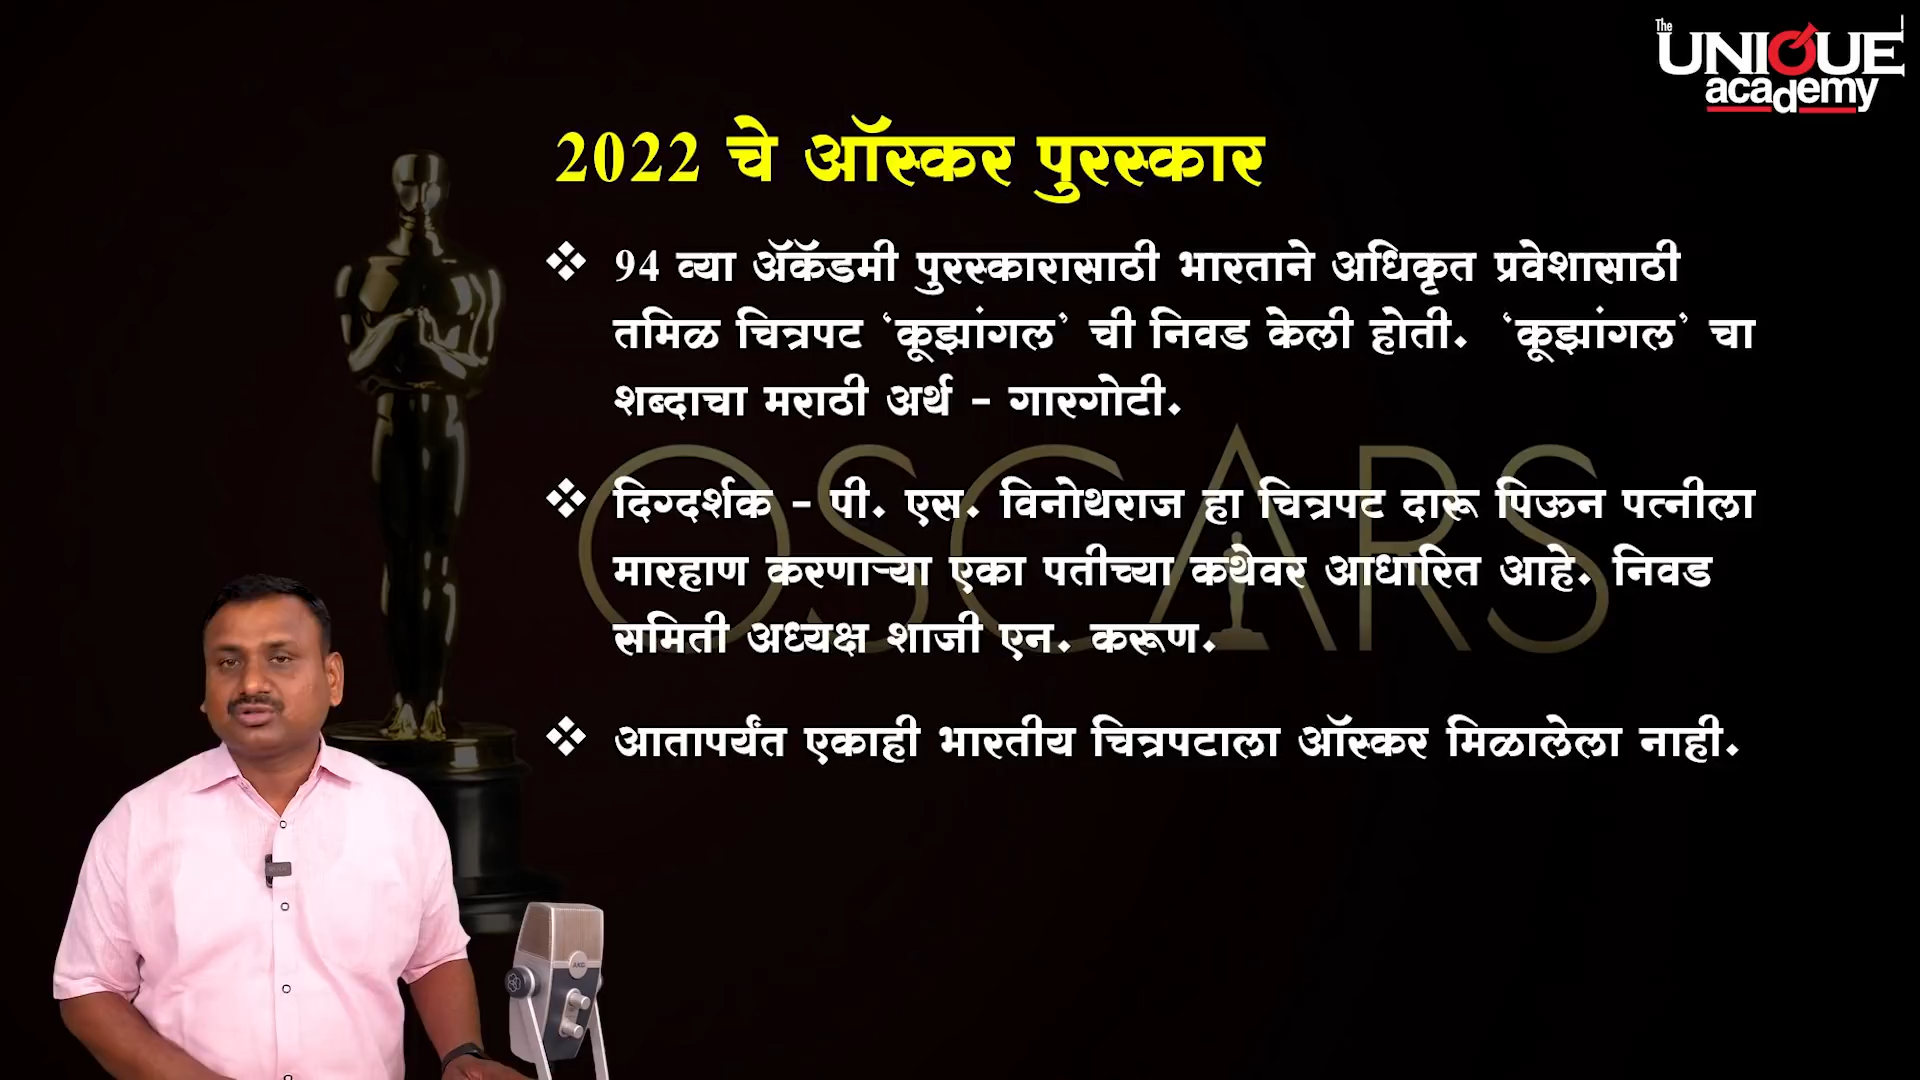 The
UNIQUE
academy
2022 चे ऑस्कर पुरस्कार
❖ 94 व्या ॲकॅडमी पुरस्कारासाठी भारताने अधिकृत प्रवेशासाठी
तमिळ चित्रपट ‘कूझांगल’ ची निवड केली होती. ‘कूझांगल’ चा
शब्दाचा मराठी अर्थ - गारगोटी.
❖ दिग्दर्शक - पी. एस. विनोथराज हा चित्रपट दारू पिऊन पत्नीला
मारहाण करणाऱ्या एका पतीच्या कथेवर आधारित आहे. निवड
समिती अध्यक्ष शाजी एन. करूण.
❖ आतापर्यंत एकाही भारतीय चित्रपटाला ऑस्कर मिळालेला नाही.
OSCARS
AKG